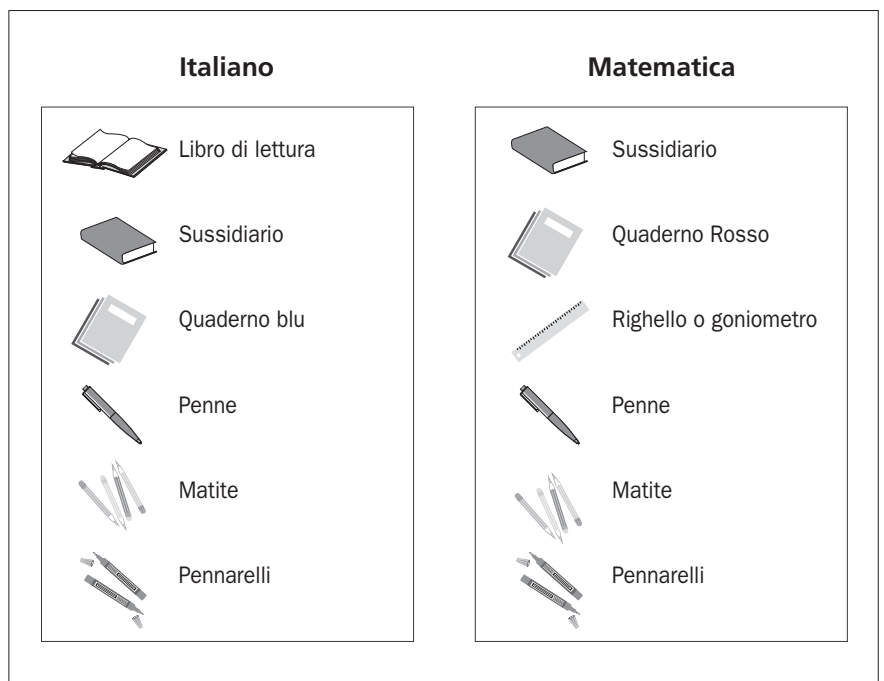 Italiano
Libro di lettura
Sussidiario
Quaderno blu
Penne
Matite
Pennarelli
Matematica
Sussidiario
Quaderno Rosso
Righello o goniometro
Penne
Matite
Pennarelli